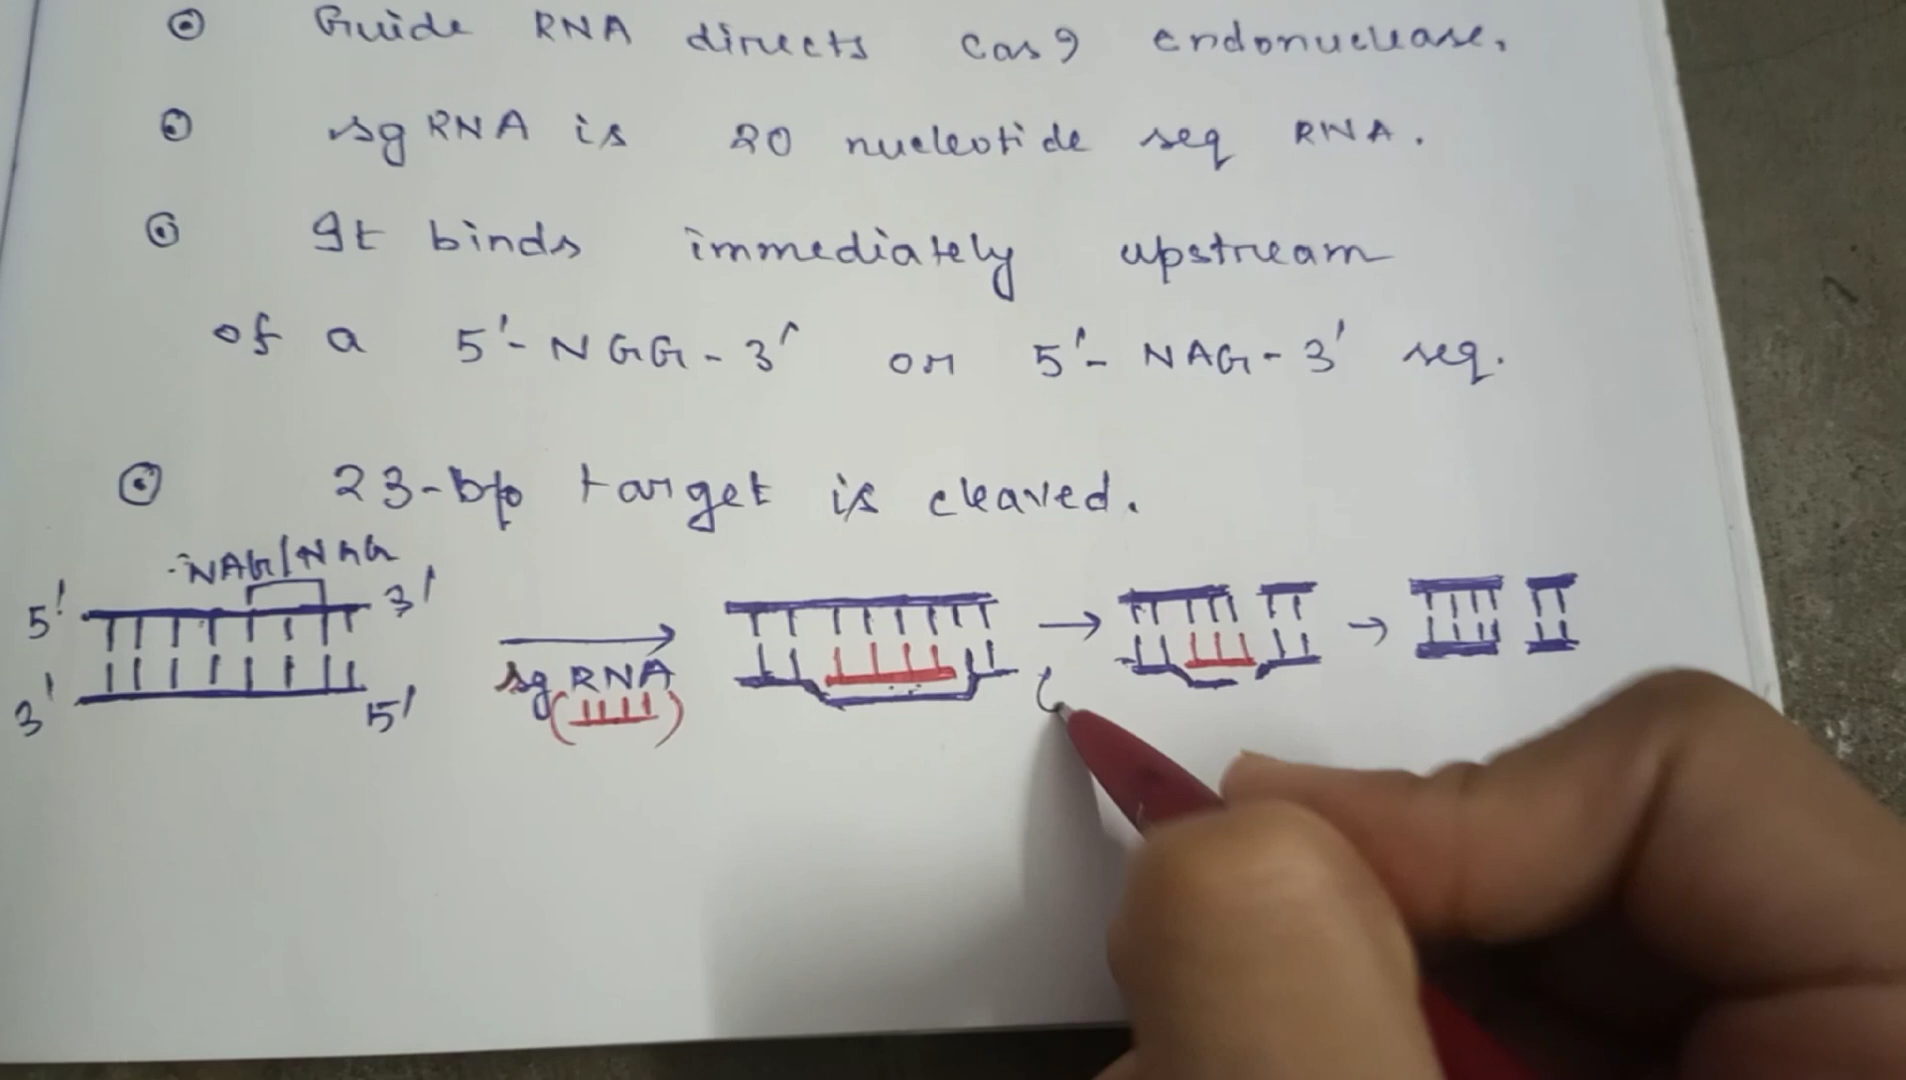 Guide RNA directs cas9 endonuclease.
sgRNA is 20 nucleotide seq RNA.
It binds immediately upstream
of a 5'-NGG-3' or 5'-NAG-3' seq.
23-bp target is cleaved.
NAG/NGG
5' 3'
3' 5'
sgRNA